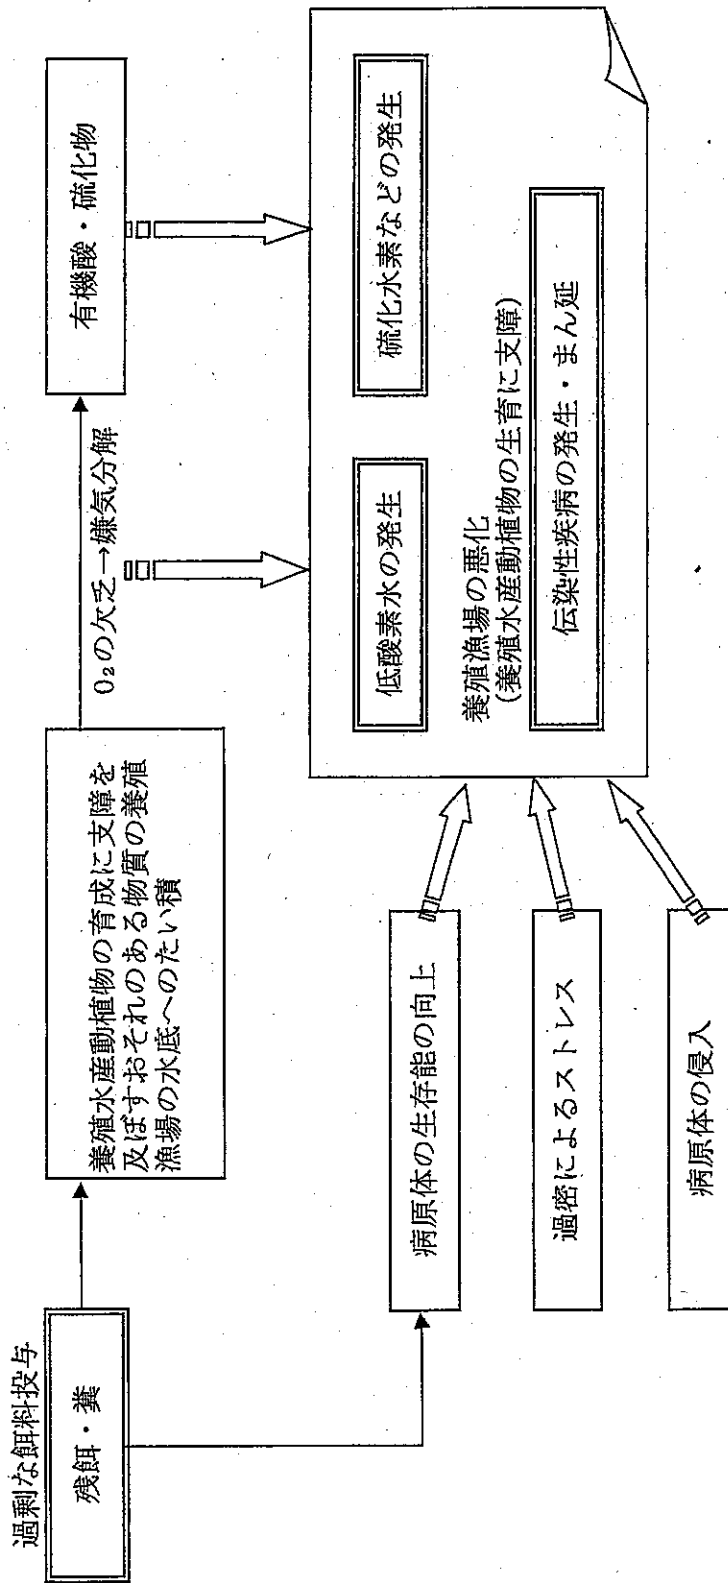 過剰な餌料投与
残餌・糞
養殖水産動植物の育成に支障を
及ぼすおそれのある物質の養殖
漁場の水底へのたい積
O₂の欠乏→嫌気分解
有機酸・硫化物
病原体の生存能の向上
過密によるストレス
病原体の侵入
低酸素水の発生
硫化水素などの発生
養殖漁場の悪化
(養殖水産動植物の生育に支障)
伝染性疾病の発生・まん延